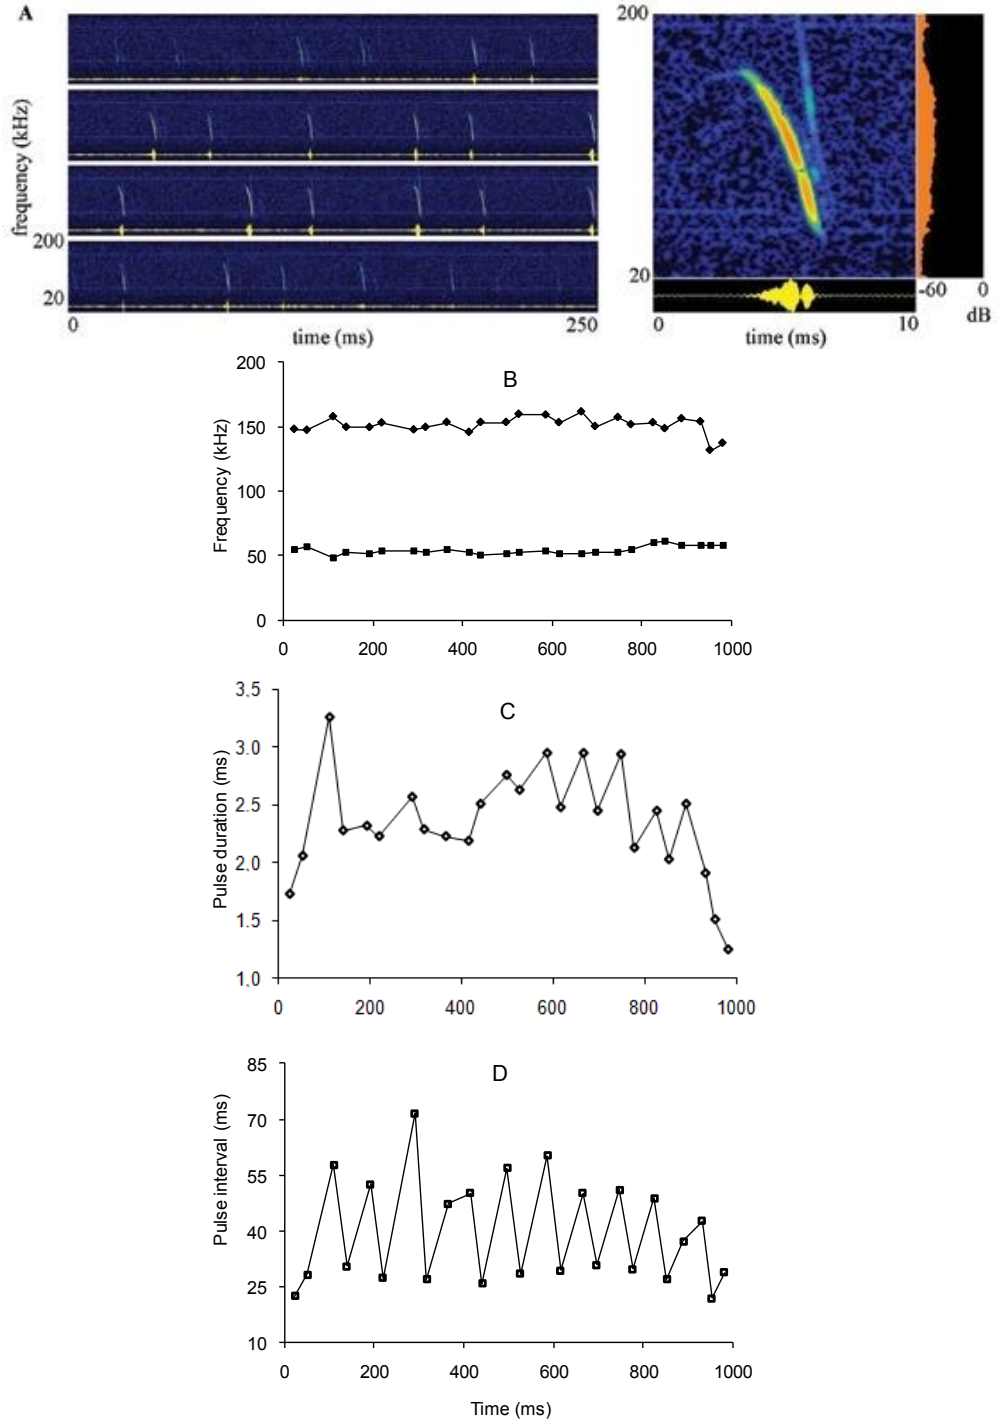 A
frequency (kHz)
200
20
0
250
time (ms)
200
20
0
10
time (ms)
-60
0
dB
B
Frequency (kHz)
200
150
100
50
0
0 200 400 600 800 1000
C
Pulse duration (ms)
3.5
3.0
2.5
2.0
1.5
1.0
0 200 400 600 800 1000
D
Pulse interval (ms)
85
70
55
40
25
10
0 200 400 600 800 1000
Time (ms)